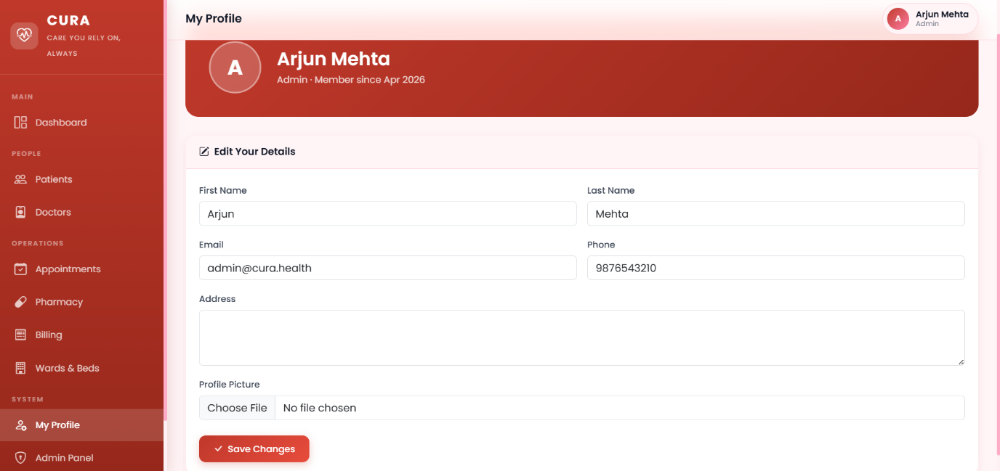 CURA
CARE YOU RELY ON,
ALWAYS
MAIN
Dashboard
PEOPLE
Patients
Doctors
OPERATIONS
Appointments
Pharmacy
Billing
Wards & Beds
SYSTEM
My Profile
Admin Panel
My Profile
A
Arjun Mehta
Admin
A
Arjun Mehta
Admin · Member since Apr 2026
Edit Your Details
First Name
Last Name
Arjun
Mehta
Email
Phone
admin@cura.health
9876543210
Address
Profile Picture
Choose File
No file chosen
Save Changes